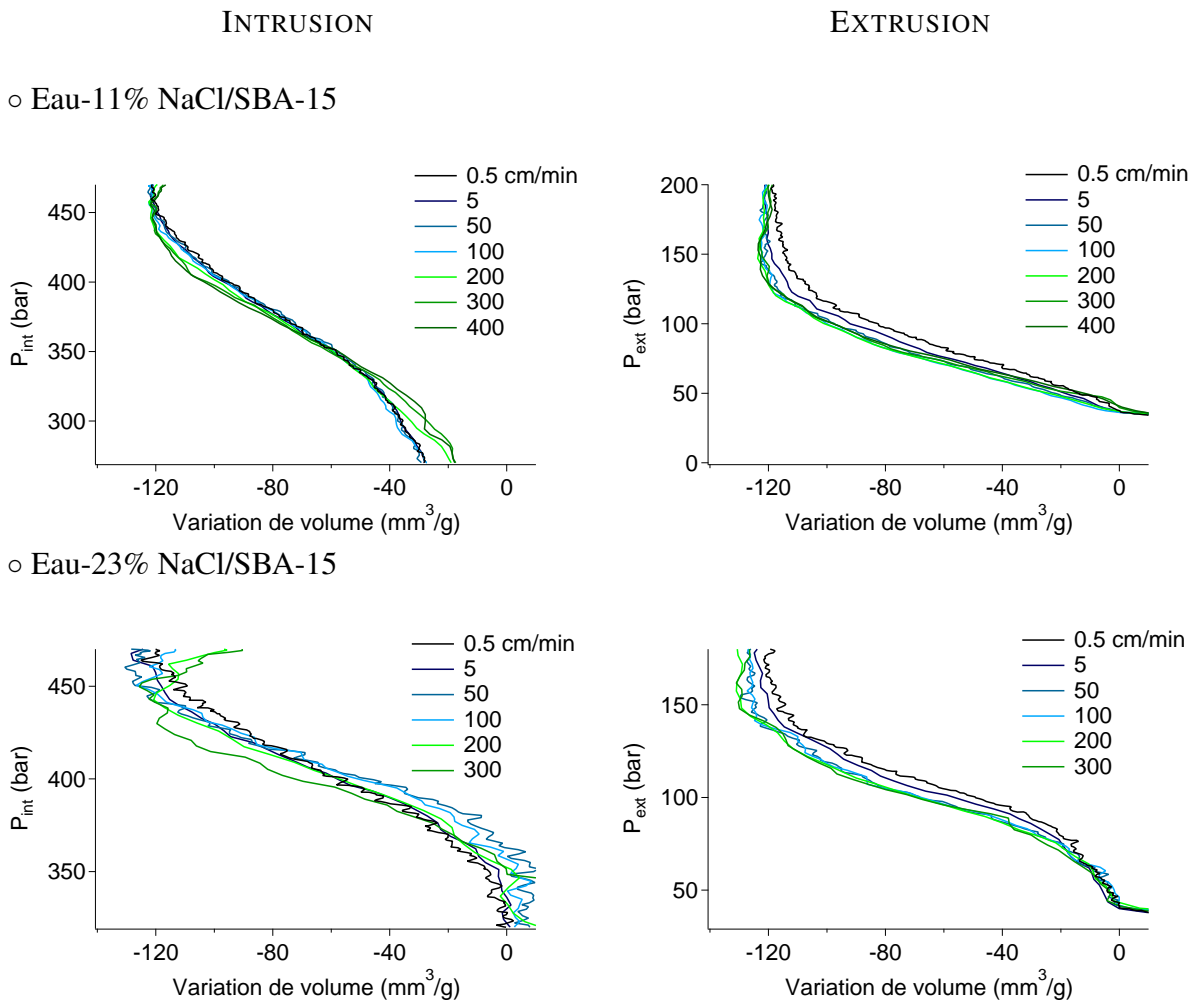 INTRUSION
EXTRUSION
○ Eau-11% NaCl/SBA-15
0.5 cm/min
5
50
100
200
300
400
450
400
350
300
P_int (bar)
-120 -80 -40 0
Variation de volume (mm³/g)
0.5 cm/min
5
50
100
200
300
400
200
150
100
50
0
P_ext (bar)
-120 -80 -40 0
Variation de volume (mm³/g)
○ Eau-23% NaCl/SBA-15
0.5 cm/min
5
50
100
200
300
450
400
350
P_int (bar)
-120 -80 -40 0
Variation de volume (mm³/g)
0.5 cm/min
5
50
100
200
300
150
100
50
P_ext (bar)
-120 -80 -40 0
Variation de volume (mm³/g)